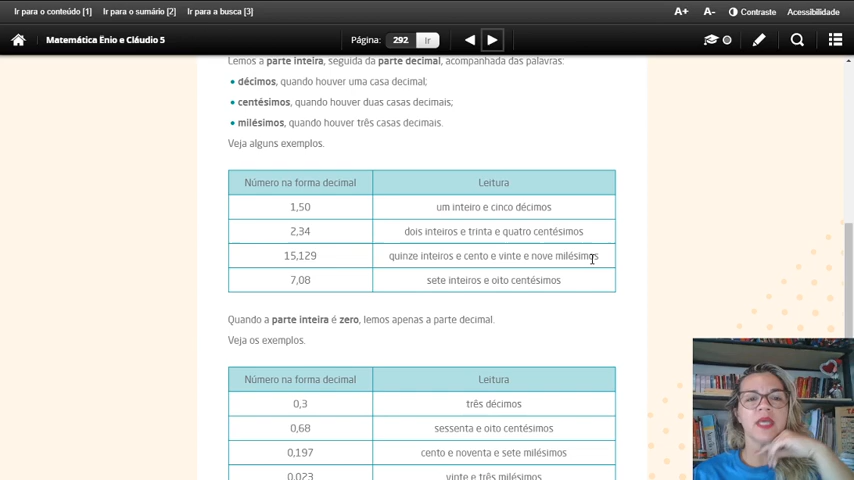 Ir para o conteúdo [1] Ir para o sumário [2] Ir para a busca [3] A+ A- Contraste Acessibilidade
Matemática Enio e Cláudio 5 Página: 292 Ir
Lemos a parte inteira, seguida da parte decimal, acompanhada das palavras:
• décimos, quando houver uma casa decimal;
• centésimos, quando houver duas casas decimais;
• milésimos, quando houver três casas decimais.
Veja alguns exemplos.
Número na forma decimal Leitura
1,50 um inteiro e cinco décimos
2,34 dois inteiros e trinta e quatro centésimos
15,129 quinze inteiros e cento e vinte e nove milésimos
7,08 sete inteiros e oito centésimos
Quando a parte inteira é zero, lemos apenas a parte decimal.
Veja os exemplos.
Número na forma decimal Leitura
0,3 três décimos
0,68 sessenta e oito centésimos
0,197 cento e noventa e sete milésimos
0,023 vinte e três milésimos